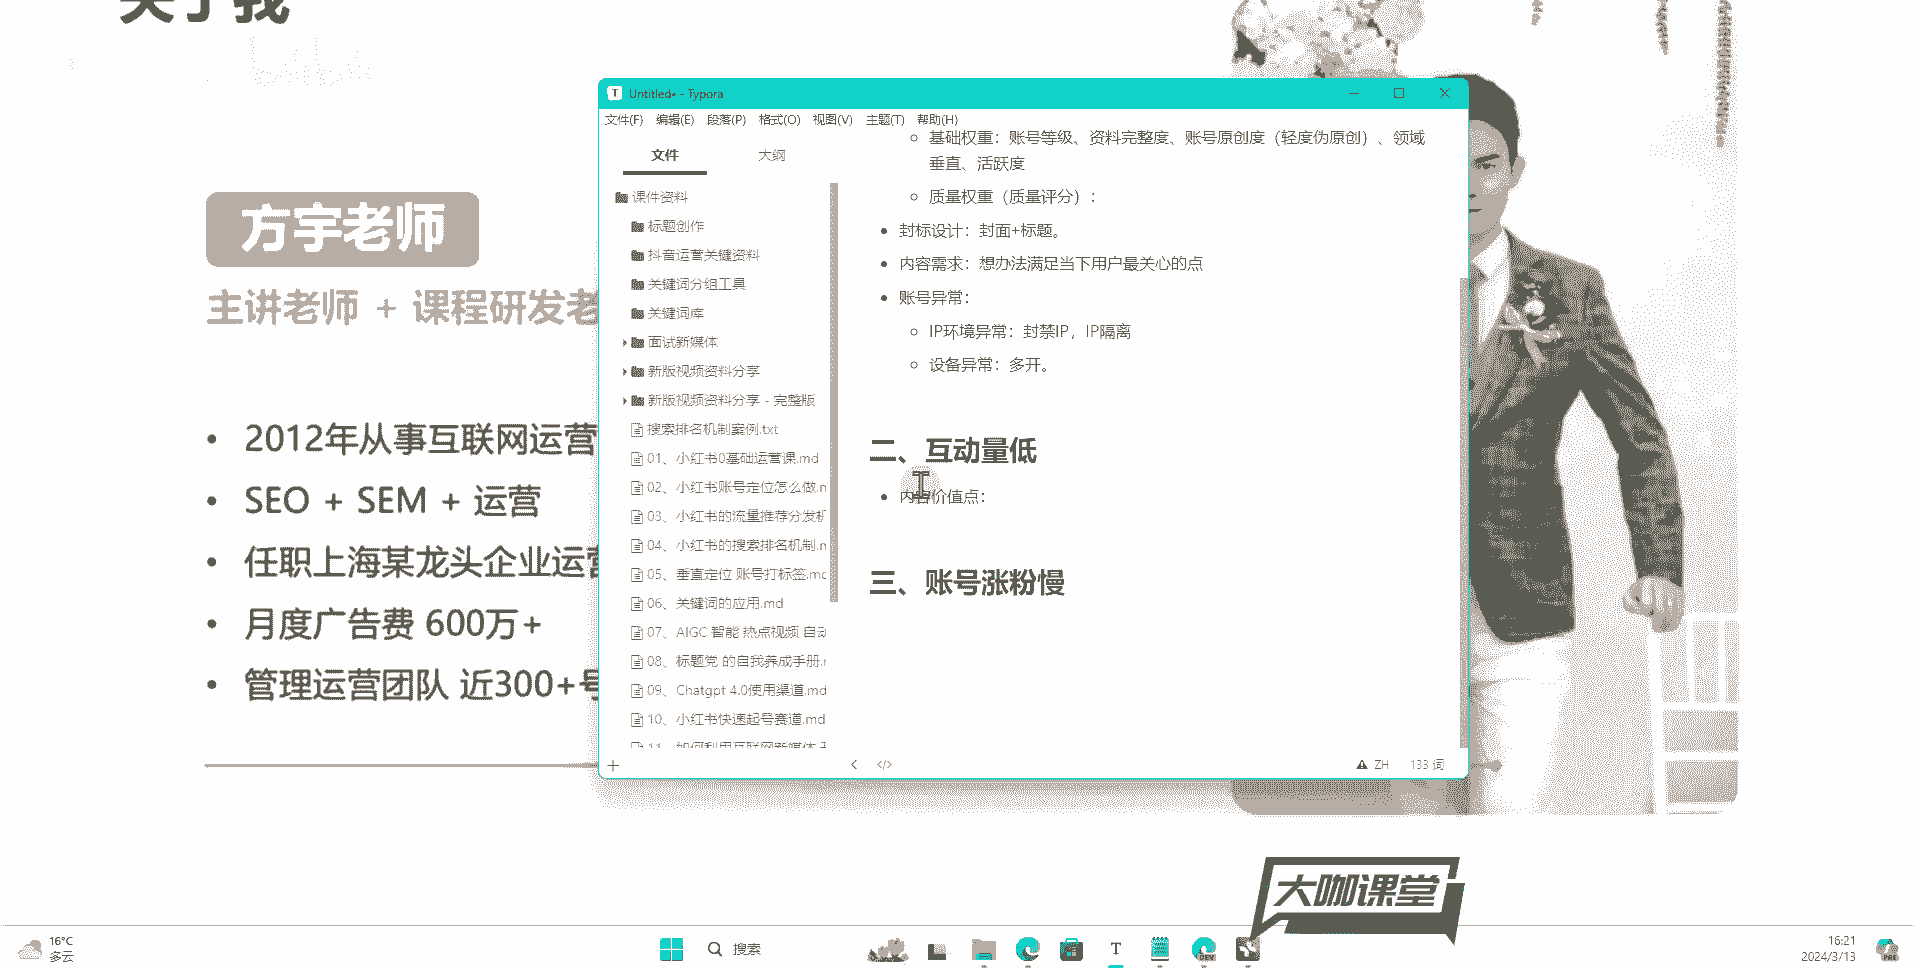 关于我
方宇老师
主讲老师 + 课程研发老
2012年从事互联网运营
SEO + SEM + 运营
任职上海某龙头企业运营
月度广告费 600万+
管理运营团队 近300+号
Untitled• - Typora
文件(F) 编辑(E) 段落(P) 格式(O) 视图(V) 主题(T) 帮助(H)
文件 大纲
课件资料
标题创作
抖音运营关键资料
关键词分组工具
关键词库
面试新媒体
新版视频资料分享
新版视频资料分享 - 完整版
搜索排名机制案例.txt
01、小红书0基础运营课.md
02、小红书账号定位怎么做.m
03、小红书的流量推荐分发机
04、小红书的搜索排名机制.m
05、垂直定位 账号打标签.mc
06、关键词的应用.md
07、AIGC 智能 热点视频 自动
08、标题党 的自我养成手册.r
09、Chatgpt 4.0使用渠道.md
10、小红书快速起号赛道.md
11、如何利用互联网新媒体
基础权重：账号等级、资料完整度、账号原创度（轻度伪原创）、领域
垂直、活跃度
质量权重（质量评分）：
封标设计：封面+标题。
内容需求：想办法满足当下用户最关心的点
账号异常：
IP环境异常：封禁IP，IP隔离
设备异常：多开。
二、互动量低
内容价值点：
三、账号涨粉慢
</> ZH 133 词
大咖课堂
16°C
多云
搜索
T
DEV
16:21
2024/3/13
PRE